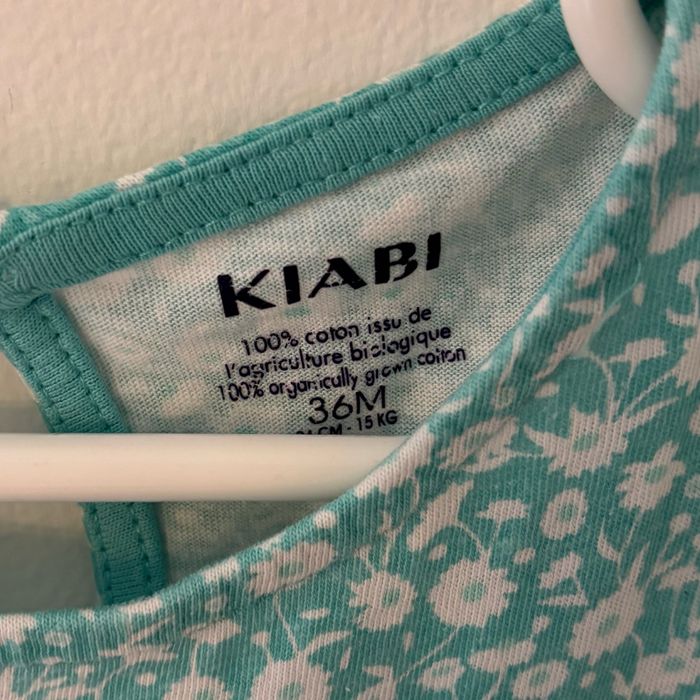 KIABI
100% coton issu de
l'agriculture biologique
100% organically grown cotton
36M
CM - 15 KG